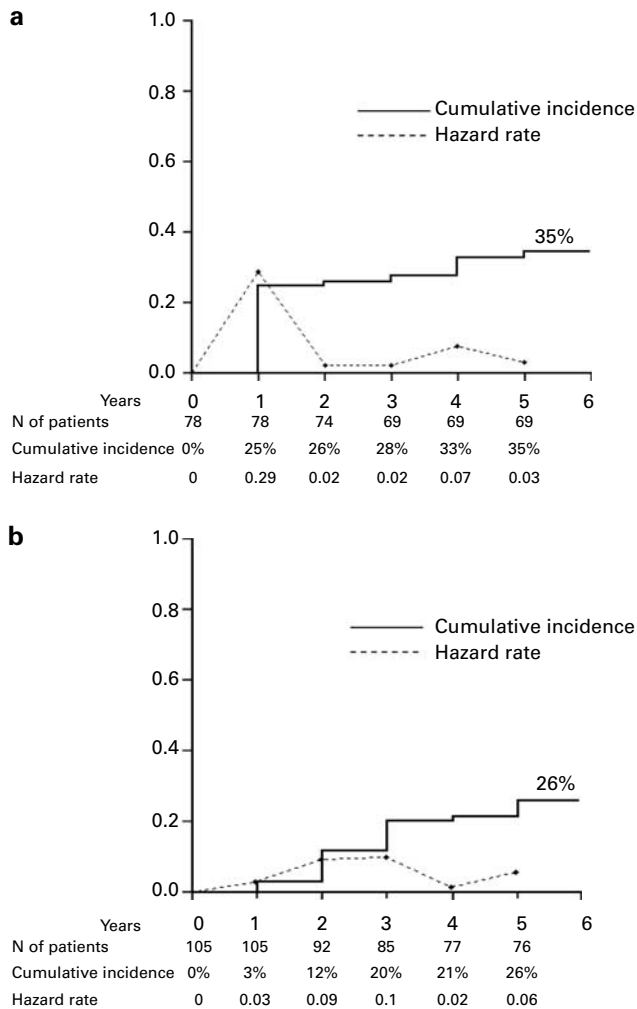 a
1.0
0.8
0.6
0.4
0.2
0.0
Cumulative incidence
Hazard rate
35%
Years 0 1 2 3 4 5 6
N of patients 78 78 74 69 69 69
Cumulative incidence 0% 25% 26% 28% 33% 35%
Hazard rate 0 0.29 0.02 0.02 0.07 0.03
b
1.0
0.8
0.6
0.4
0.2
0.0
Cumulative incidence
Hazard rate
26%
Years 0 1 2 3 4 5 6
N of patients 105 105 92 85 77 76
Cumulative incidence 0% 3% 12% 20% 21% 26%
Hazard rate 0 0.03 0.09 0.1 0.02 0.06